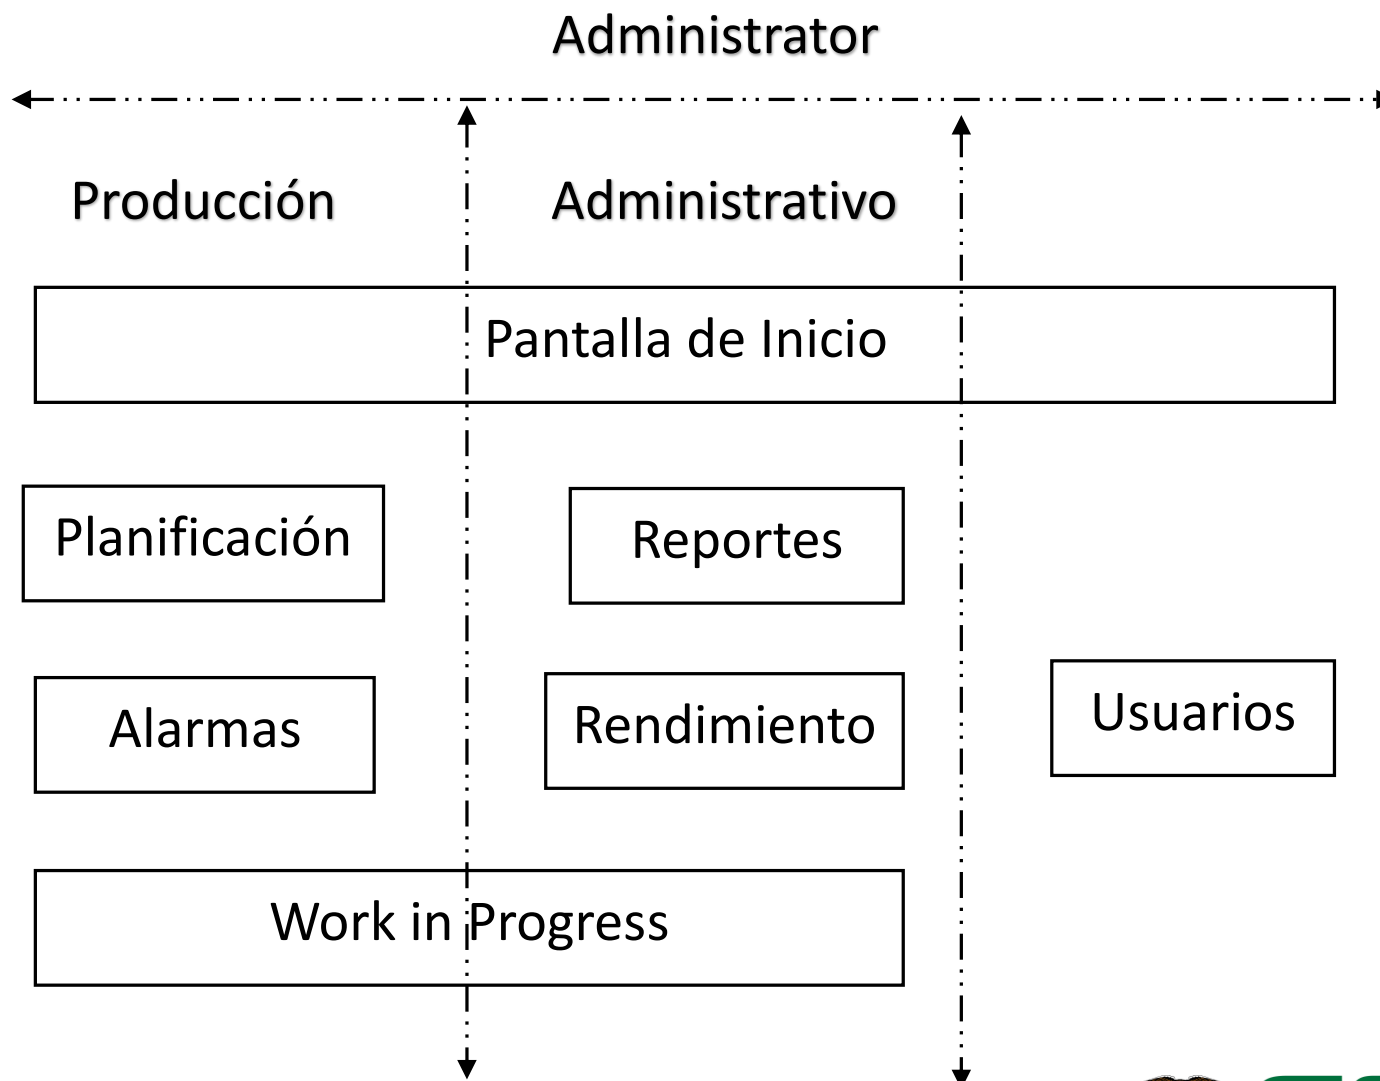 Administrator
Producción
Administrativo
Pantalla de Inicio
Planificación
Reportes
Alarmas
Rendimiento
Usuarios
Work in Progress